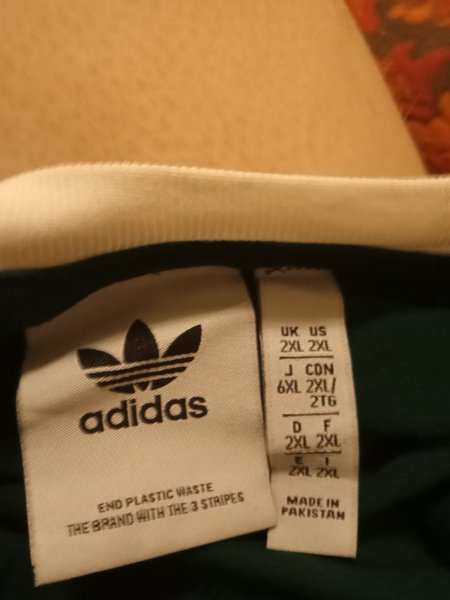 adidas
END PLASTIC WASTE
THE BRAND WITH THE 3 STRIPES
UK US
2XL 2XL
J CDN
6XL 2XL/
2TG
D F
2XL 2XL
E I
2XL 2XL
MADE IN
PAKISTAN